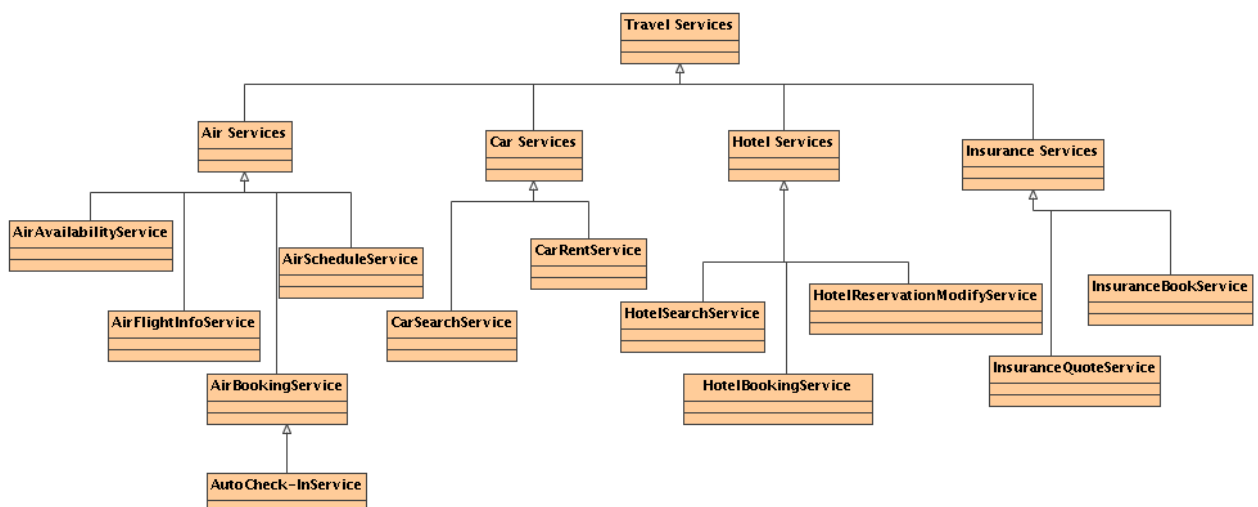 Travel Services
Air Services
Car Services
Hotel Services
Insurance Services
AirAvailabilityService
AirScheduleService
CarRentService
AirFlightInfoService
CarSearchService
HotelSearchService
HotelReservationModifyService
InsuranceBookService
AirBookingService
HotelBookingService
InsuranceQuoteService
AutoCheck-InService